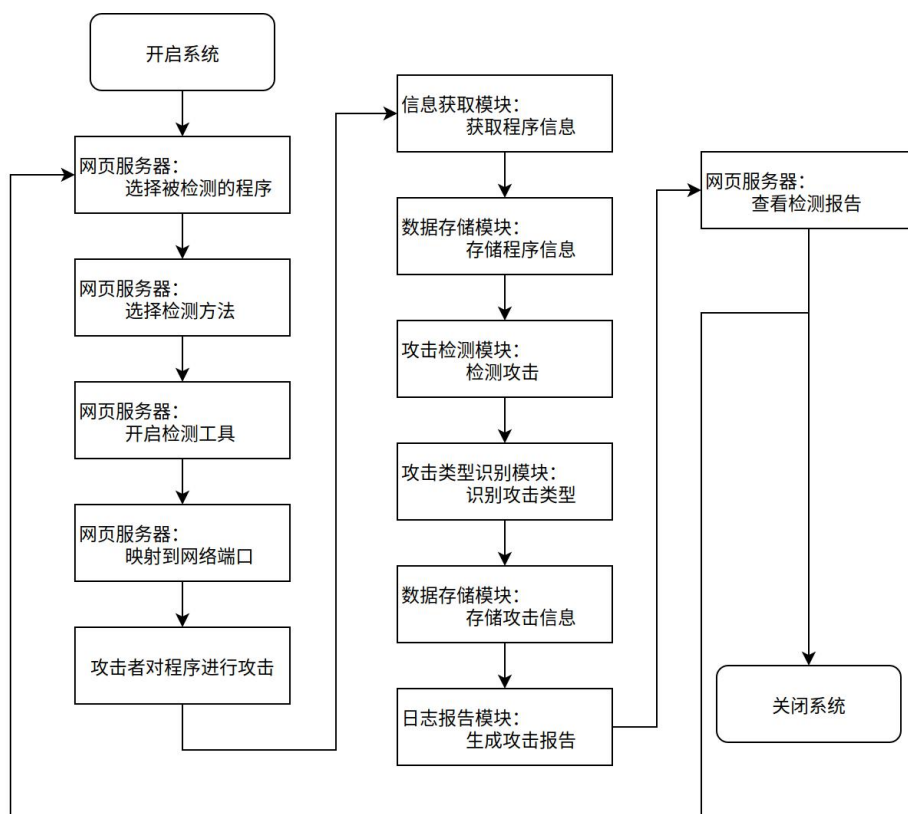 开启系统
网页服务器：
选择被检测的程序
网页服务器：
选择检测方法
网页服务器：
开启检测工具
网页服务器：
映射到网络端口
攻击者对程序进行攻击
信息获取模块：
获取程序信息
数据存储模块：
存储程序信息
攻击检测模块：
检测攻击
攻击类型识别模块：
识别攻击类型
数据存储模块：
存储攻击信息
日志报告模块：
生成攻击报告
网页服务器：
查看检测报告
关闭系统